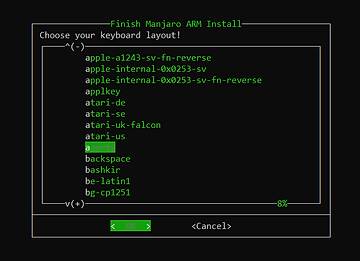 Finish Manjaro ARM Install
Choose your keyboard layout!
^(-)
apple-a1243-sv-fn-reverse
apple-internal-0x0253-sv
apple-internal-0x0253-sv-fn-reverse
applkey
atari-de
atari-se
atari-uk-falcon
atari-us
a
backspace
bashkir
be-latin1
bg-cp1251
v(+)
8%
< > <Cancel>